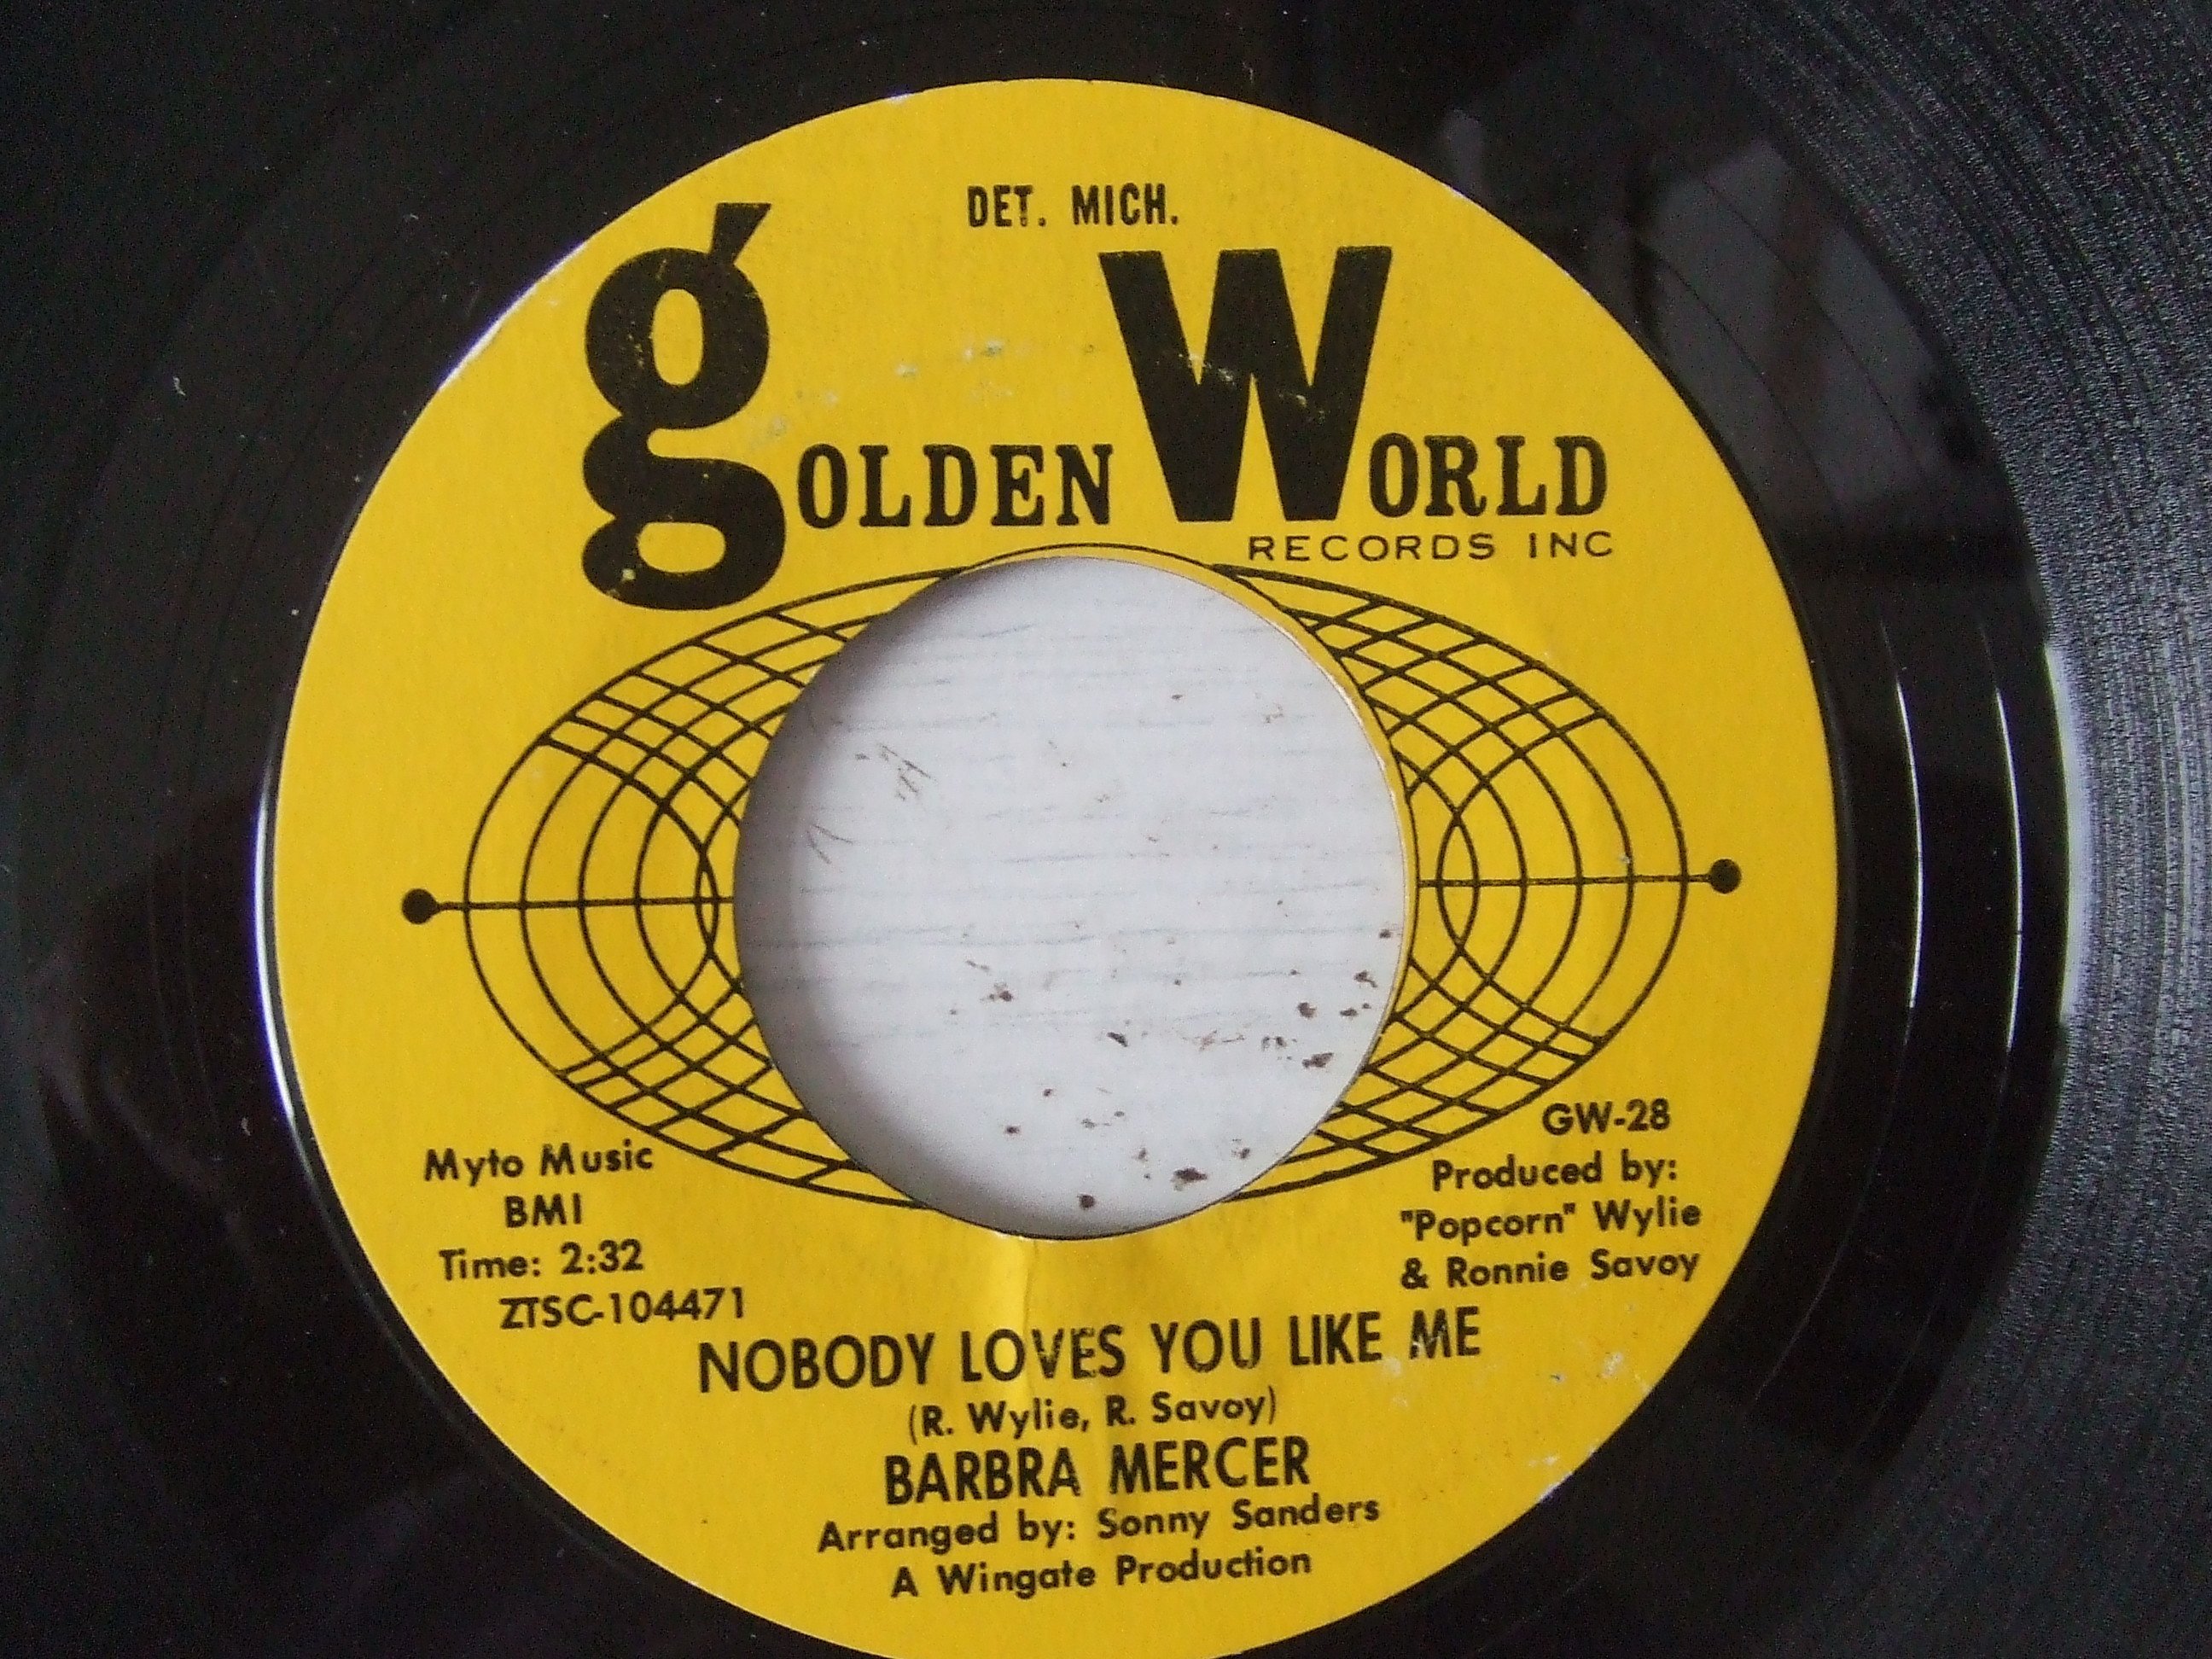 DET. MICH.
golden World
RECORDS INC
Myto Music
BMI
Time: 2:32
ZTSC-104471
GW-28
Produced by:
"Popcorn" Wylie
& Ronnie Savoy
NOBODY LOVES YOU LIKE ME
(R. Wylie, R. Savoy)
BARBRA MERCER
Arranged by: Sonny Sanders
A Wingate Production